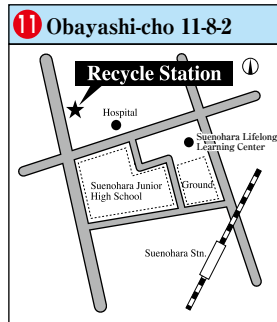 11 Obayashi-cho 11-8-2
Recycle Station
Hospital
Suenohara Lifelong
Learning Center
Suenohara Junior
High School
Ground
Suenohara Stn.